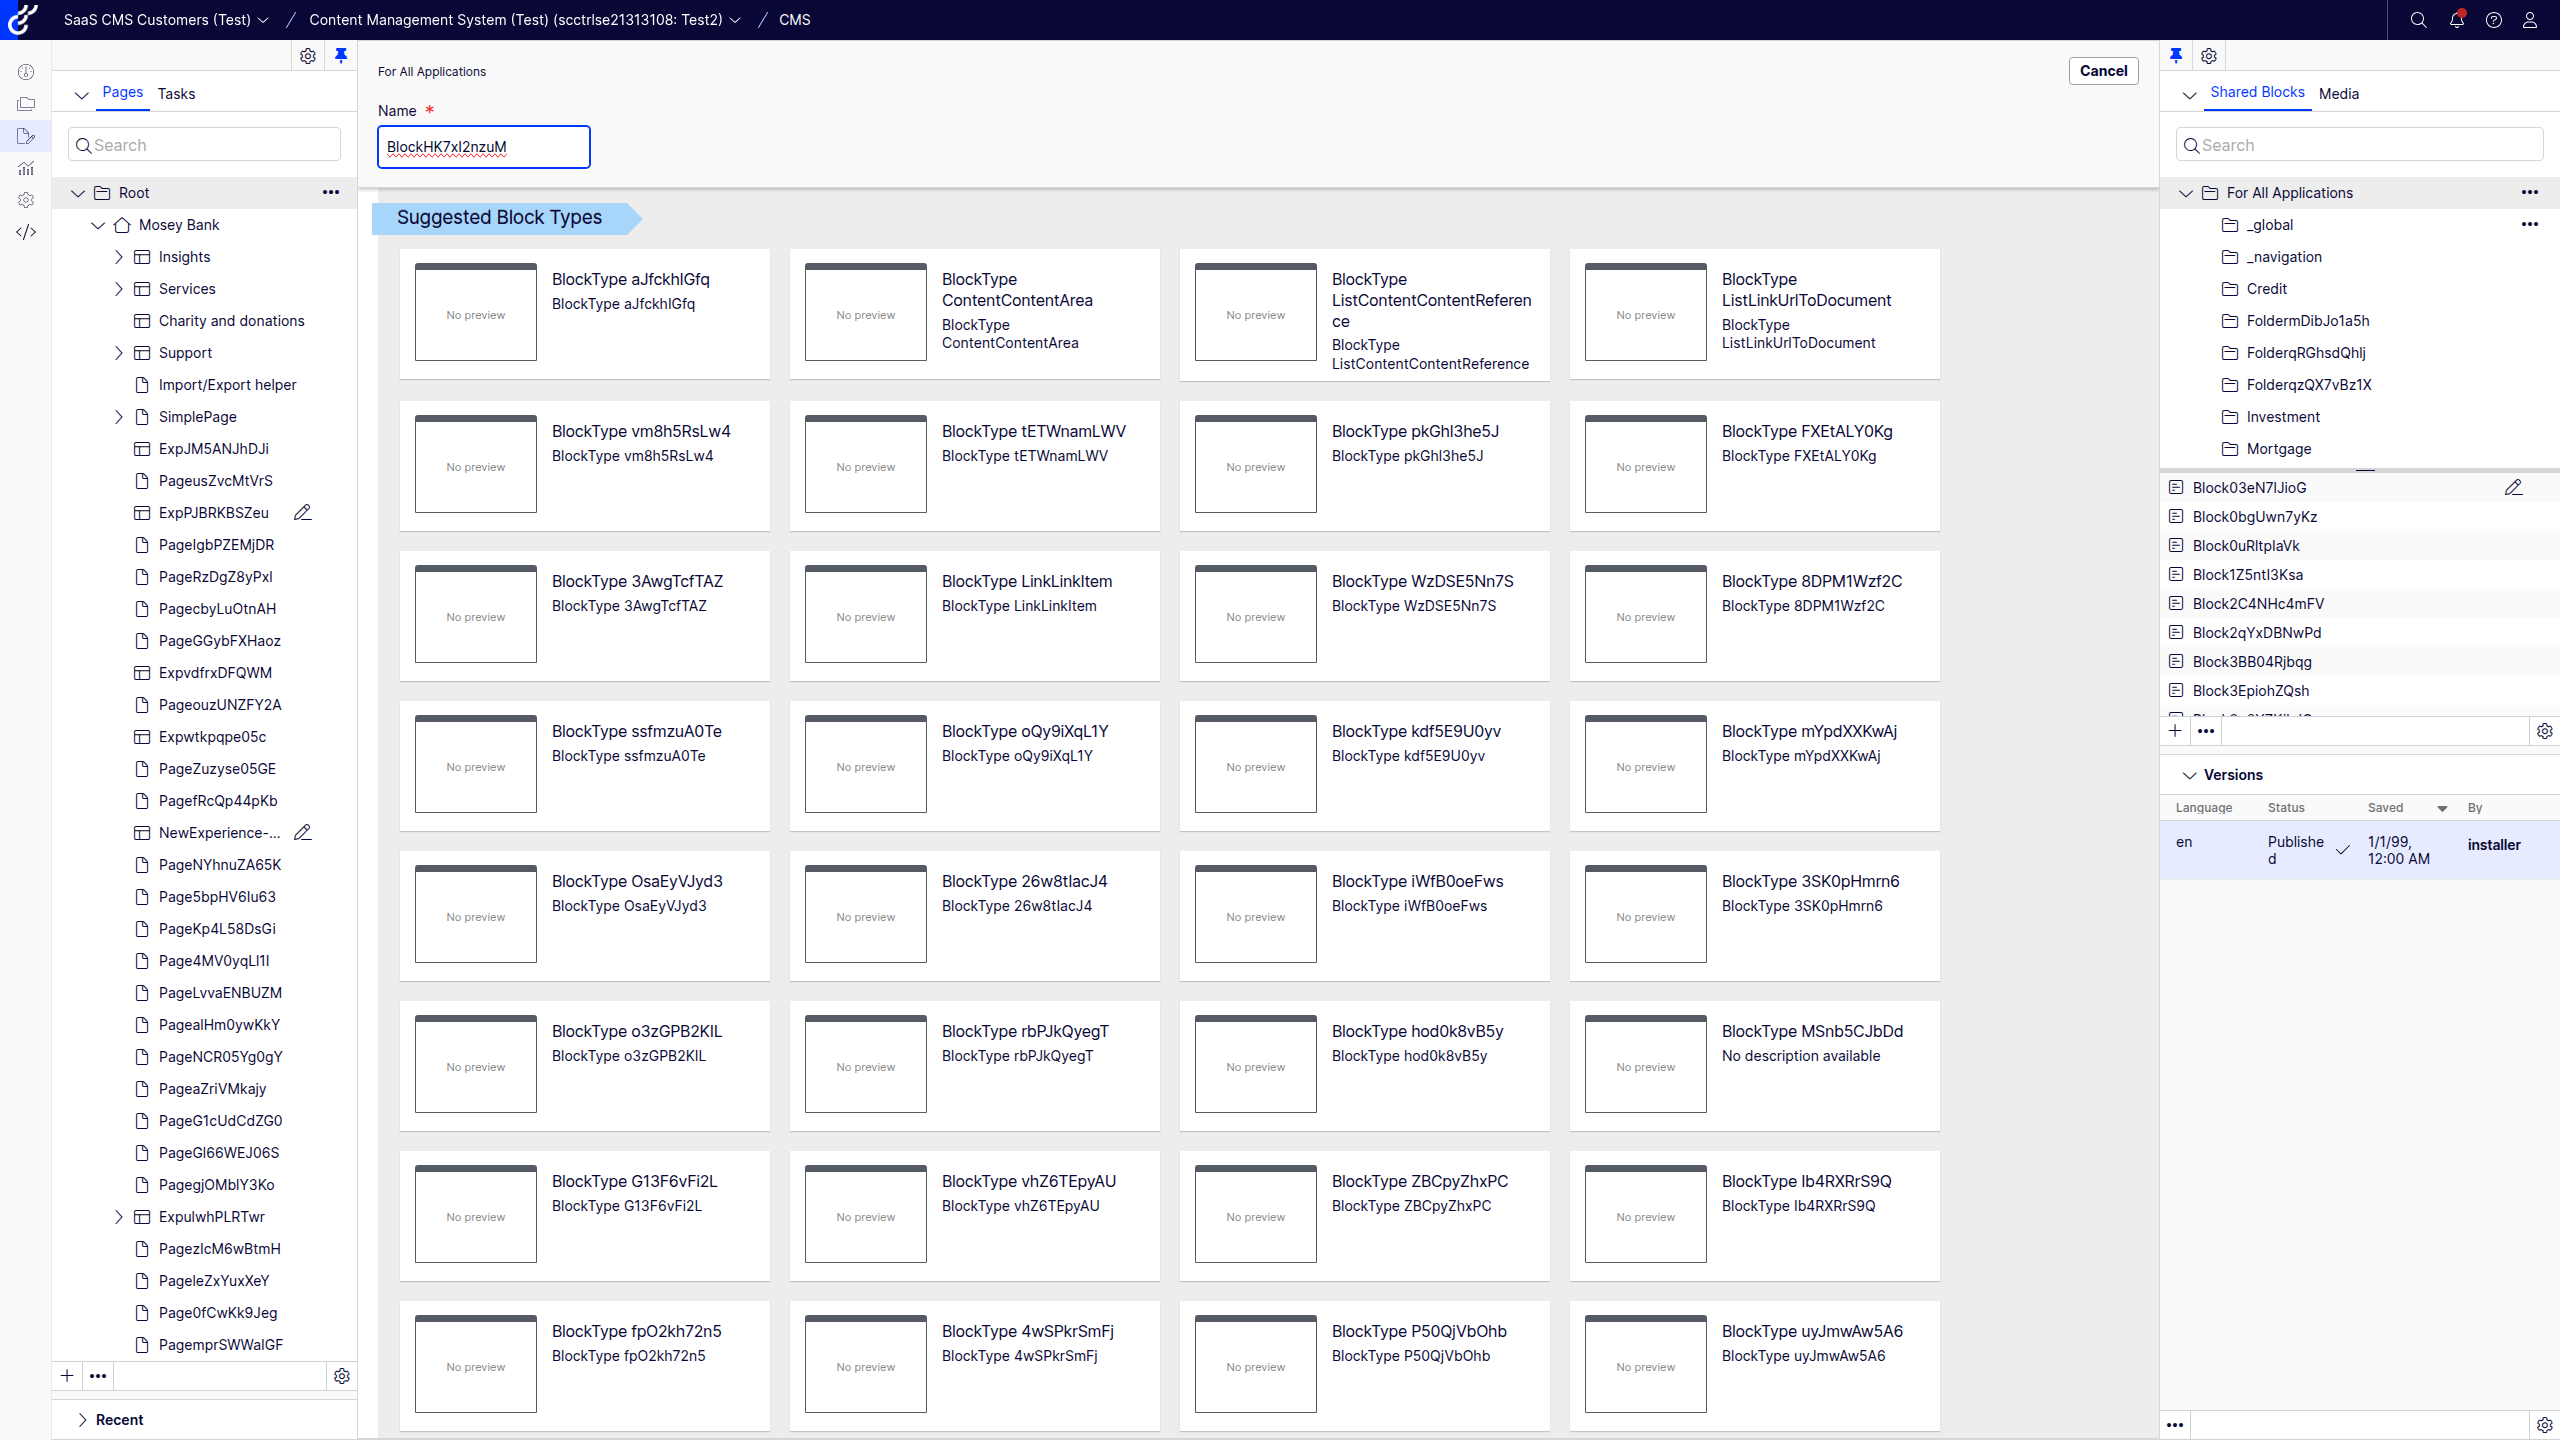 SaaS CMS Customers (Test)
Content Management System (Test) (scctrlse21313108: Test2)
CMS
Pages
Tasks
Search
Root
Mosey Bank
Insights
Services
Charity and donations
Support
Import/Export helper
SimplePage
ExpJM5ANJhDJi
PageusZvcMtVrS
ExpPJBRKBSZeu
PageIgbPZEMjDR
PageRzDgZ8yPxl
PagecbyLuOtnAH
PageGGybFXHaoz
ExpvdfrxDFQWM
PageouzUNZFY2A
Expwtkpqpe05c
PageZuzyse05GE
PagefRcQp44pKb
NewExperience-...
PageNYhnuZA65K
Page5bpHV6Iu63
PageKp4L58DsGi
Page4MV0yqLl1I
PageLvvaENBUZM
PagealHm0ywKkY
PageNCR05Yg0gY
PageaZriVMkajy
PageG1cUdCdZG0
PageGl66WEJ06S
PagegjOMblY3Ko
ExpulwhPLRTwr
PagezlcM6wBtmH
PageleZxYuxXeY
Page0fCwKk9Jeg
PagemprSWWalGF
Recent
For All Applications
Cancel
Name *
BlockHK7xl2nzuM
Suggested Block Types
No preview
BlockType aJfckhlGfq
BlockType aJfckhlGfq
No preview
BlockType
ContentContentArea
BlockType
ContentContentArea
No preview
BlockType
ListContentContentReferen
ce
BlockType
ListContentContentReference
No preview
BlockType
ListLinkUrlToDocument
BlockType
ListLinkUrlToDocument
No preview
BlockType vm8h5RsLw4
BlockType vm8h5RsLw4
No preview
BlockType tETWnamLWV
BlockType tETWnamLWV
No preview
BlockType pkGhl3he5J
BlockType pkGhl3he5J
No preview
BlockType FXEtALY0Kg
BlockType FXEtALY0Kg
No preview
BlockType 3AwgTcfTAZ
BlockType 3AwgTcfTAZ
No preview
BlockType LinkLinkItem
BlockType LinkLinkItem
No preview
BlockType WzDSE5Nn7S
BlockType WzDSE5Nn7S
No preview
BlockType 8DPM1Wzf2C
BlockType 8DPM1Wzf2C
No preview
BlockType ssfmzuA0Te
BlockType ssfmzuA0Te
No preview
BlockType oQy9iXqL1Y
BlockType oQy9iXqL1Y
No preview
BlockType kdf5E9U0yv
BlockType kdf5E9U0yv
No preview
BlockType mYpdXXKwAj
BlockType mYpdXXKwAj
No preview
BlockType OsaEyVJyd3
BlockType OsaEyVJyd3
No preview
BlockType 26w8tlacJ4
BlockType 26w8tlacJ4
No preview
BlockType iWfB0oeFws
BlockType iWfB0oeFws
No preview
BlockType 3SK0pHmrn6
BlockType 3SK0pHmrn6
No preview
BlockType o3zGPB2KIL
BlockType o3zGPB2KIL
No preview
BlockType rbPJkQyegT
BlockType rbPJkQyegT
No preview
BlockType hod0k8vB5y
BlockType hod0k8vB5y
No preview
BlockType MSnb5CJbDd
No description available
No preview
BlockType G13F6vFi2L
BlockType G13F6vFi2L
No preview
BlockType vhZ6TEpyAU
BlockType vhZ6TEpyAU
No preview
BlockType ZBCpyZhxPC
BlockType ZBCpyZhxPC
No preview
BlockType lb4RXRrS9Q
BlockType lb4RXRrS9Q
No preview
BlockType fpO2kh72n5
BlockType fpO2kh72n5
No preview
BlockType 4wSPkrSmFj
BlockType 4wSPkrSmFj
No preview
BlockType P50QjVbOhb
BlockType P50QjVbOhb
No preview
BlockType uyJmwAw5A6
BlockType uyJmwAw5A6
Shared Blocks
Media
Search
For All Applications
_global
_navigation
Credit
FoldermDibJo1a5h
FolderqRGhsdQhlj
FolderqzQX7vBz1X
Investment
Mortgage
Block03eN7lJioG
Block0bgUwn7yKz
Block0uRltplaVk
Block1Z5ntl3Ksa
Block2C4NHc4mFV
Block2qYxDBNwPd
Block3BB04Rjbqg
Block3EpiohZQsh
Versions
Language
Status
Saved
By
en
Publishe
d
1/1/99,
12:00 AM
installer